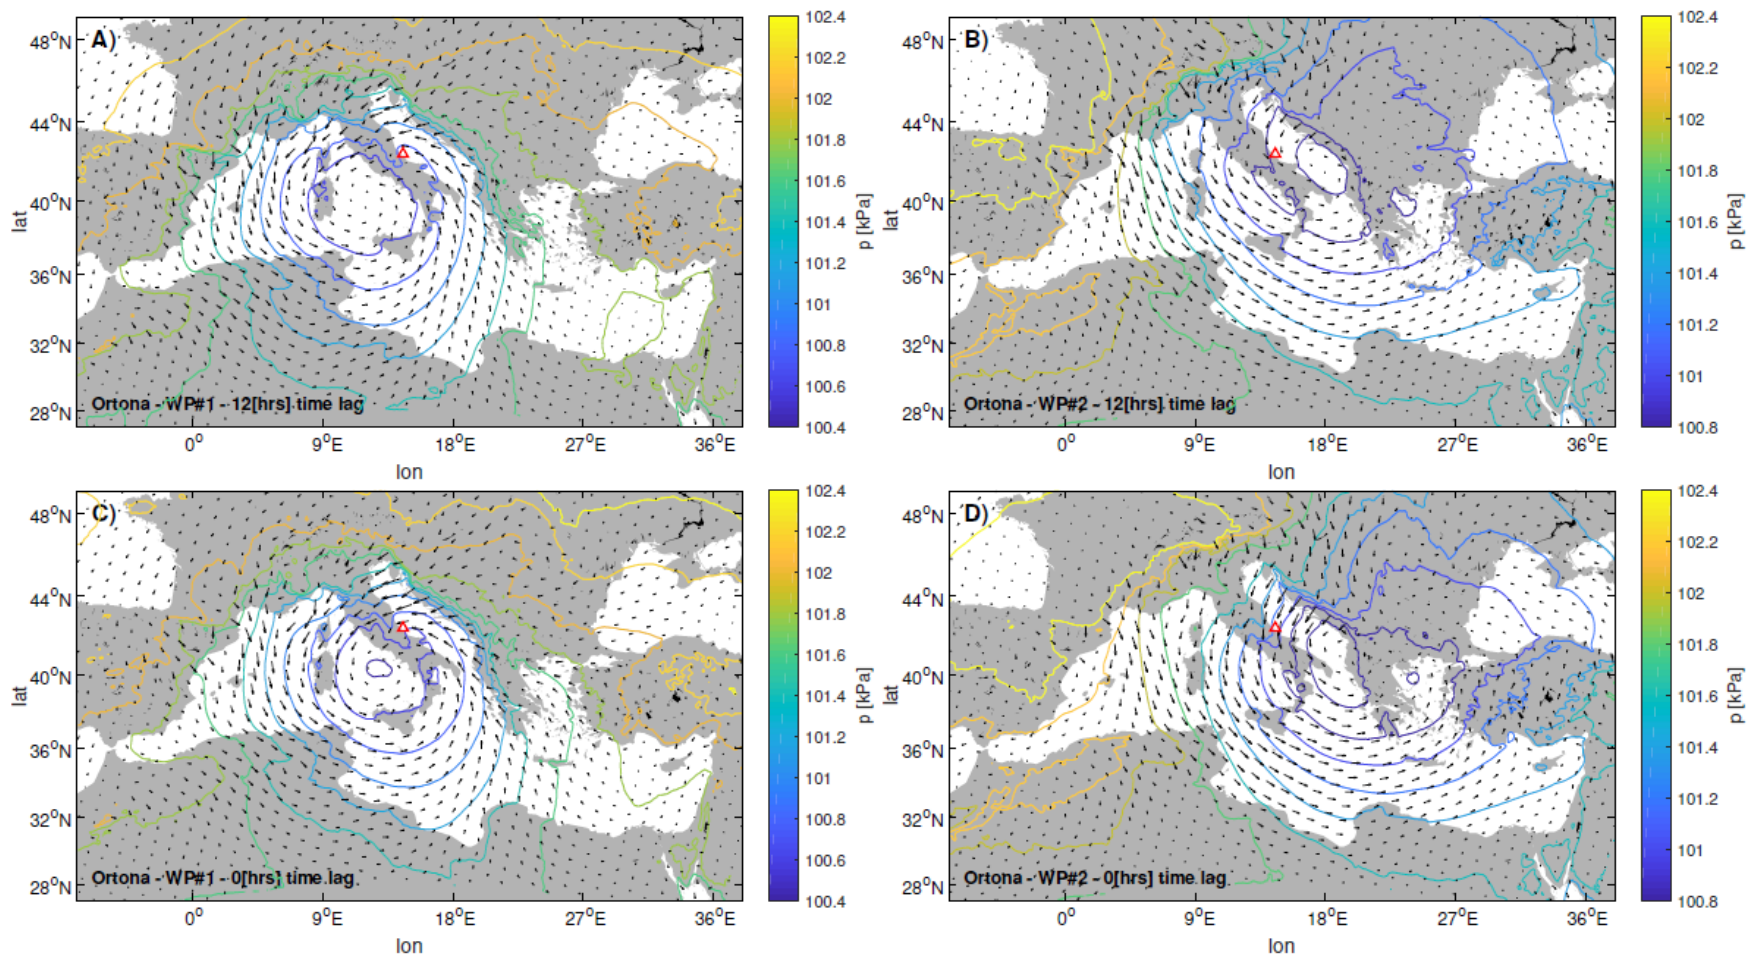 A)
48°N
44°N
40°N
36°N
32°N
28°N
lat
0°
9°E
18°E
27°E
36°E
lon
Ortona - WP#1 - 12[hrs] time lag
102.4
102.2
102
101.8
101.6
101.4
101.2
101
100.8
100.6
100.4
p [kPa]
B)
48°N
44°N
40°N
36°N
32°N
28°N
lat
0°
9°E
18°E
27°E
36°E
lon
Ortona - WP#2 - 12[hrs] time lag
102.4
102.2
102
101.8
101.6
101.4
101.2
101
100.8
p [kPa]
C)
48°N
44°N
40°N
36°N
32°N
28°N
lat
0°
9°E
18°E
27°E
36°E
lon
Ortona - WP#1 - 0[hrs] time lag
102.4
102.2
102
101.8
101.6
101.4
101.2
101
100.8
100.6
100.4
p [kPa]
D)
48°N
44°N
40°N
36°N
32°N
28°N
lat
0°
9°E
18°E
27°E
36°E
lon
Ortona - WP#2 - 0[hrs] time lag
102.4
102.2
102
101.8
101.6
101.4
101.2
101
100.8
p [kPa]